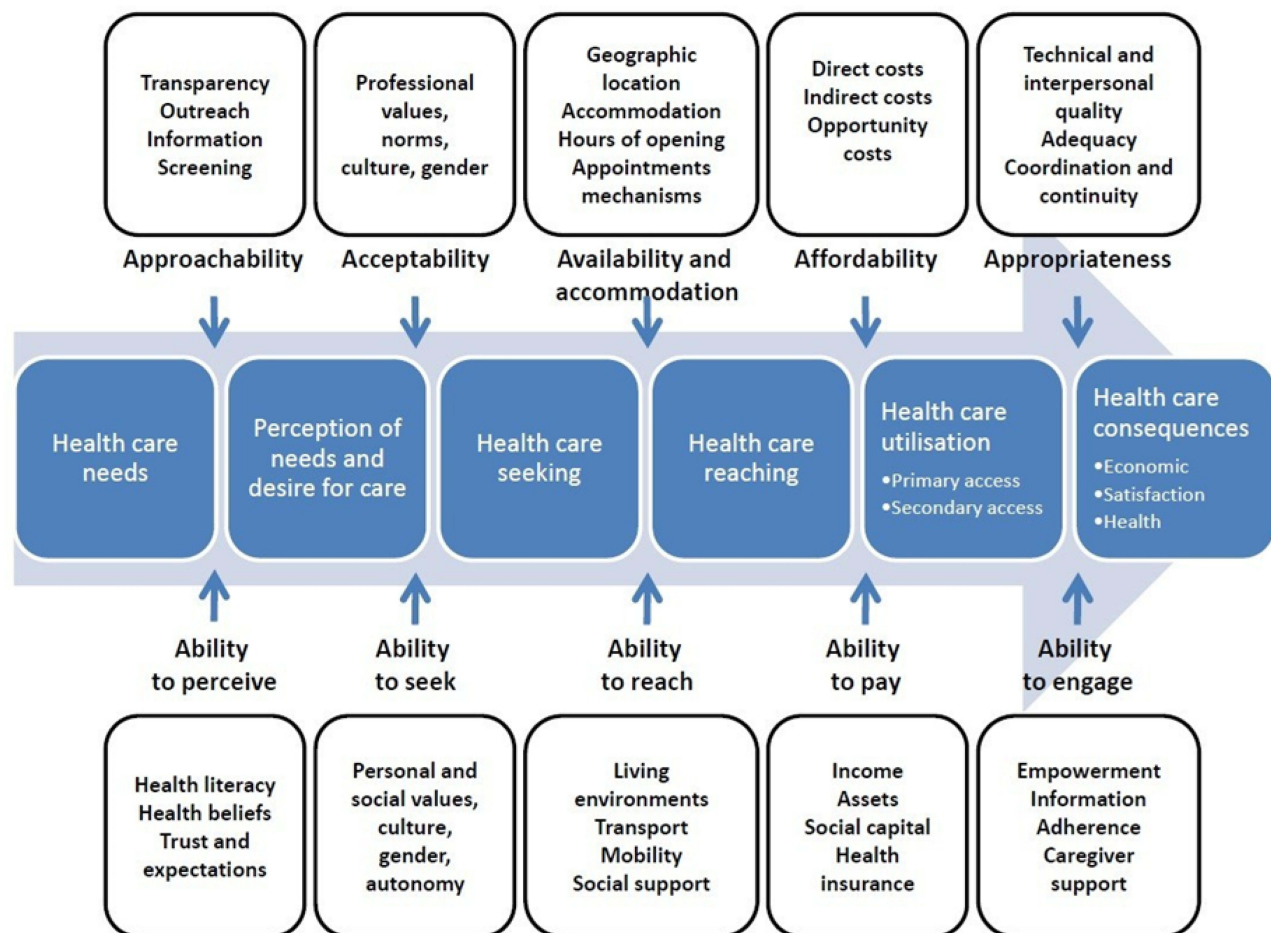 Transparency
Outreach
Information
Screening
Professional
values,
norms,
culture, gender
Geographic
location
Accommodation
Hours of opening
Appointments
mechanisms
Direct costs
Indirect costs
Opportunity
costs
Technical and
interpersonal
quality
Adequacy
Coordination and
continuity
Approachability
Acceptability
Availability and
accommodation
Affordability
Appropriateness
Health care
needs
Perception of
needs and
desire for care
Health care
seeking
Health care
reaching
Health care
utilisation
•Primary access
•Secondary access
Health care
consequences
•Economic
•Satisfaction
•Health
Ability
to perceive
Ability
to seek
Ability
to reach
Ability
to pay
Ability
to engage
Health literacy
Health beliefs
Trust and
expectations
Personal and
social values,
culture,
gender,
autonomy
Living
environments
Transport
Mobility
Social support
Income
Assets
Social capital
Health
insurance
Empowerment
Information
Adherence
Caregiver
support